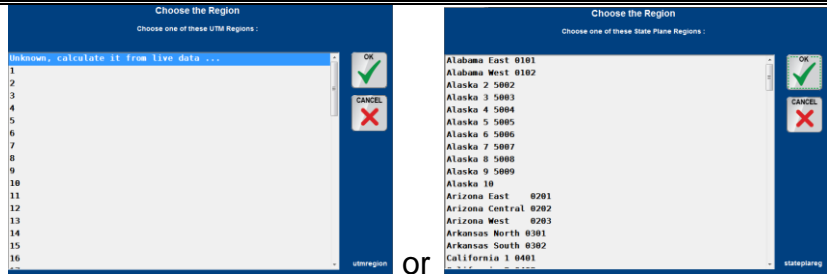 Choose the Region
Choose one of these UTM Regions :
Unknown, calculate it from live data ...
1
2
3
4
5
6
7
8
9
10
11
12
13
14
15
16
OK
CANCEL
utmregion
or
Choose the Region
Choose one of these State Plane Regions :
Alabama East 0101
Alabama West 0102
Alaska 2 5002
Alaska 3 5003
Alaska 4 5004
Alaska 5 5005
Alaska 6 5006
Alaska 7 5007
Alaska 8 5008
Alaska 9 5009
Alaska 10
Arizona East 0201
Arizona Central 0202
Arizona West 0203
Arkansas North 0301
Arkansas South 0302
California 1 0401
OK
CANCEL
stateplareg